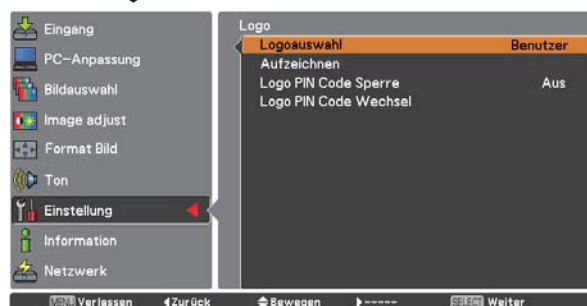 Eingang
PC-Anpassung
Bildauswahl
Image adjust
Format Bild
Ton
Einstellung
Information
Netzwerk
Logo
Logoauswahl Benutzer
Aufzeichnen
Logo PIN Code Sperre Aus
Logo PIN Code Wechsel
MENU Verlassen Zurück Bewegen ----- SELECT Weiter